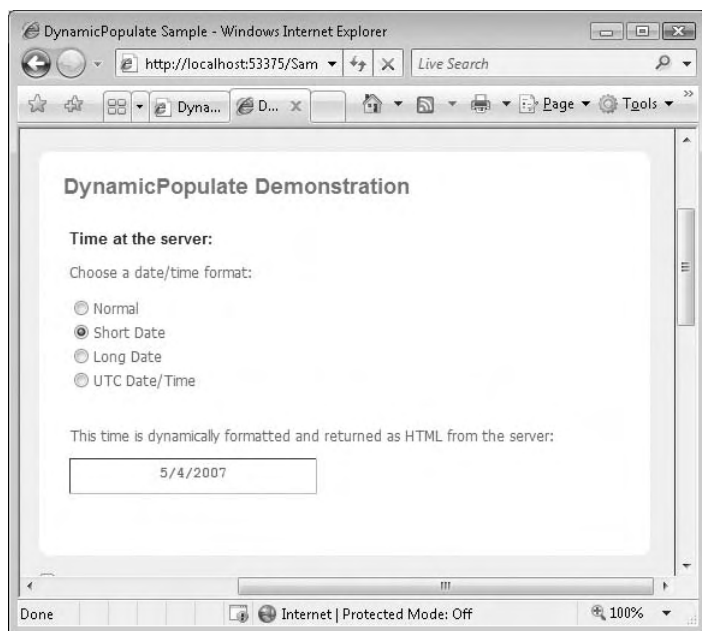 DynamicPopulate Sample - Windows Internet Explorer
http://localhost:53375/Sam
Live Search
Dyna...
D...
Page
Tools
»
DynamicPopulate Demonstration
Time at the server:
Choose a date/time format:
Normal
Short Date
Long Date
UTC Date/Time
This time is dynamically formatted and returned as HTML from the server:
5/4/2007
Done
Internet | Protected Mode: Off
100%